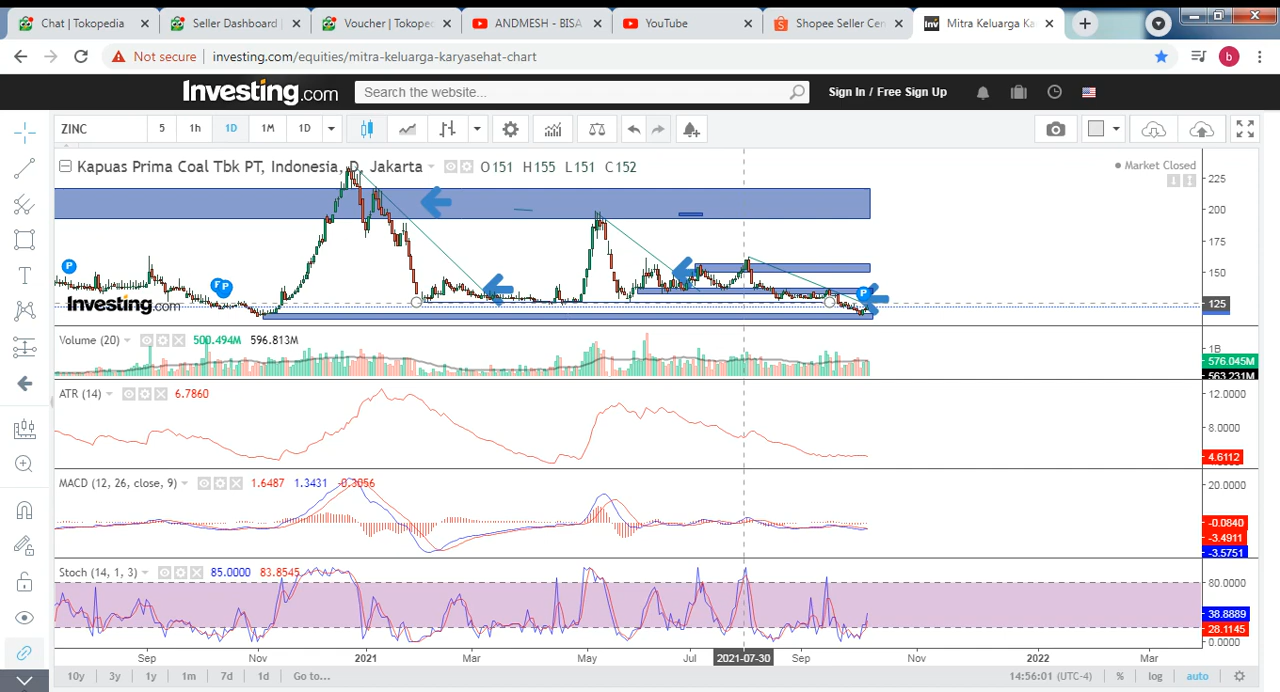 Chat | Tokopedia
Seller Dashboard |
Voucher | Tokope
ANDMESH - BISA
YouTube
Shopee Seller Cen
Mitra Keluarga Ka
Not secure
investing.com/equities/mitra-keluarga-karyasehat-chart
b
Investing.com
Search the website...
Sign In / Free Sign Up
ZINC 5 1h 1D 1M 1D
Kapuas Prima Coal Tbk PT, Indonesia, D, Jakarta O151 H155 L151 C152
Market Closed
225
200
175
150
125
P
F P
P
Investing.com
Volume (20) 500.494M 596.813M
1B
576.045M
563.231M
ATR (14) 6.7860
12.0000
8.0000
4.6112
MACD (12, 26, close, 9) 1.6487 1.3431 -0.3056
20.0000
-0.0840
-3.4911
-3.5751
Stoch (14, 1, 3) 85.0000 83.8545
80.0000
38.8889
28.1145
0.0000
Sep Nov 2021 Mar May Jul 2021-07-30 Sep Nov 2022 Mar
10y 3y 1y 1m 7d 1d Go to... 14:56:01 (UTC-4) % log auto